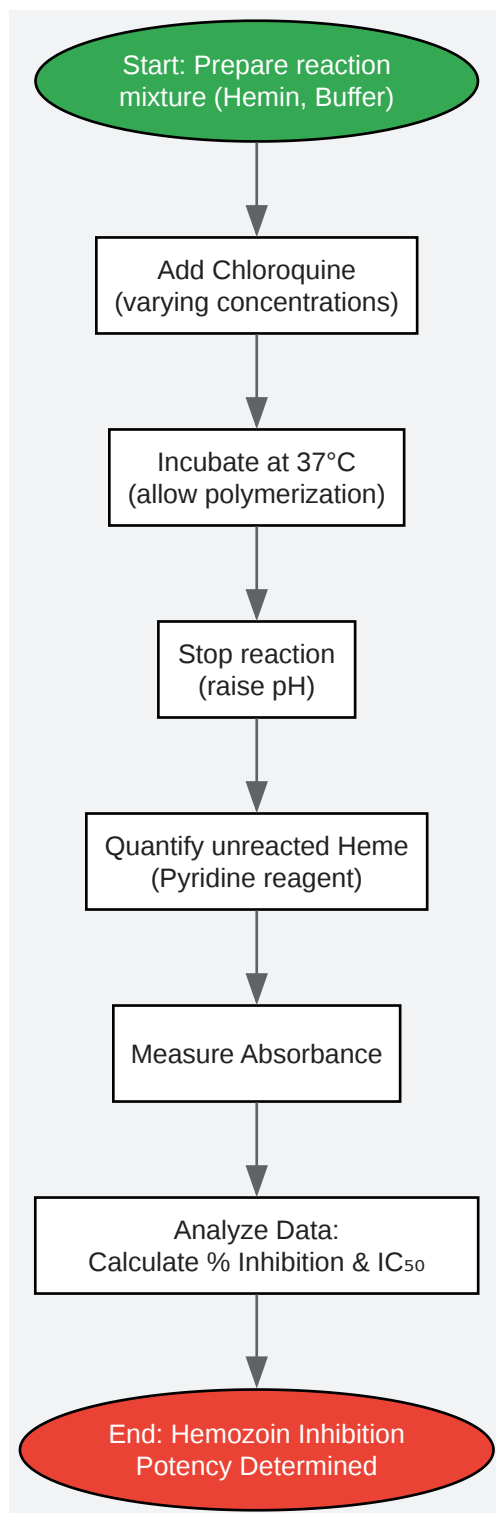 Start: Prepare reaction
mixture (Hemin, Buffer)
Add Chloroquine
(varying concentrations)
Incubate at 37°C
(allow polymerization)
Stop reaction
(raise pH)
Quantify unreacted Heme
(Pyridine reagent)
Measure Absorbance
Analyze Data:
Calculate % Inhibition & IC₅₀
End: Hemozoin Inhibition
Potency Determined